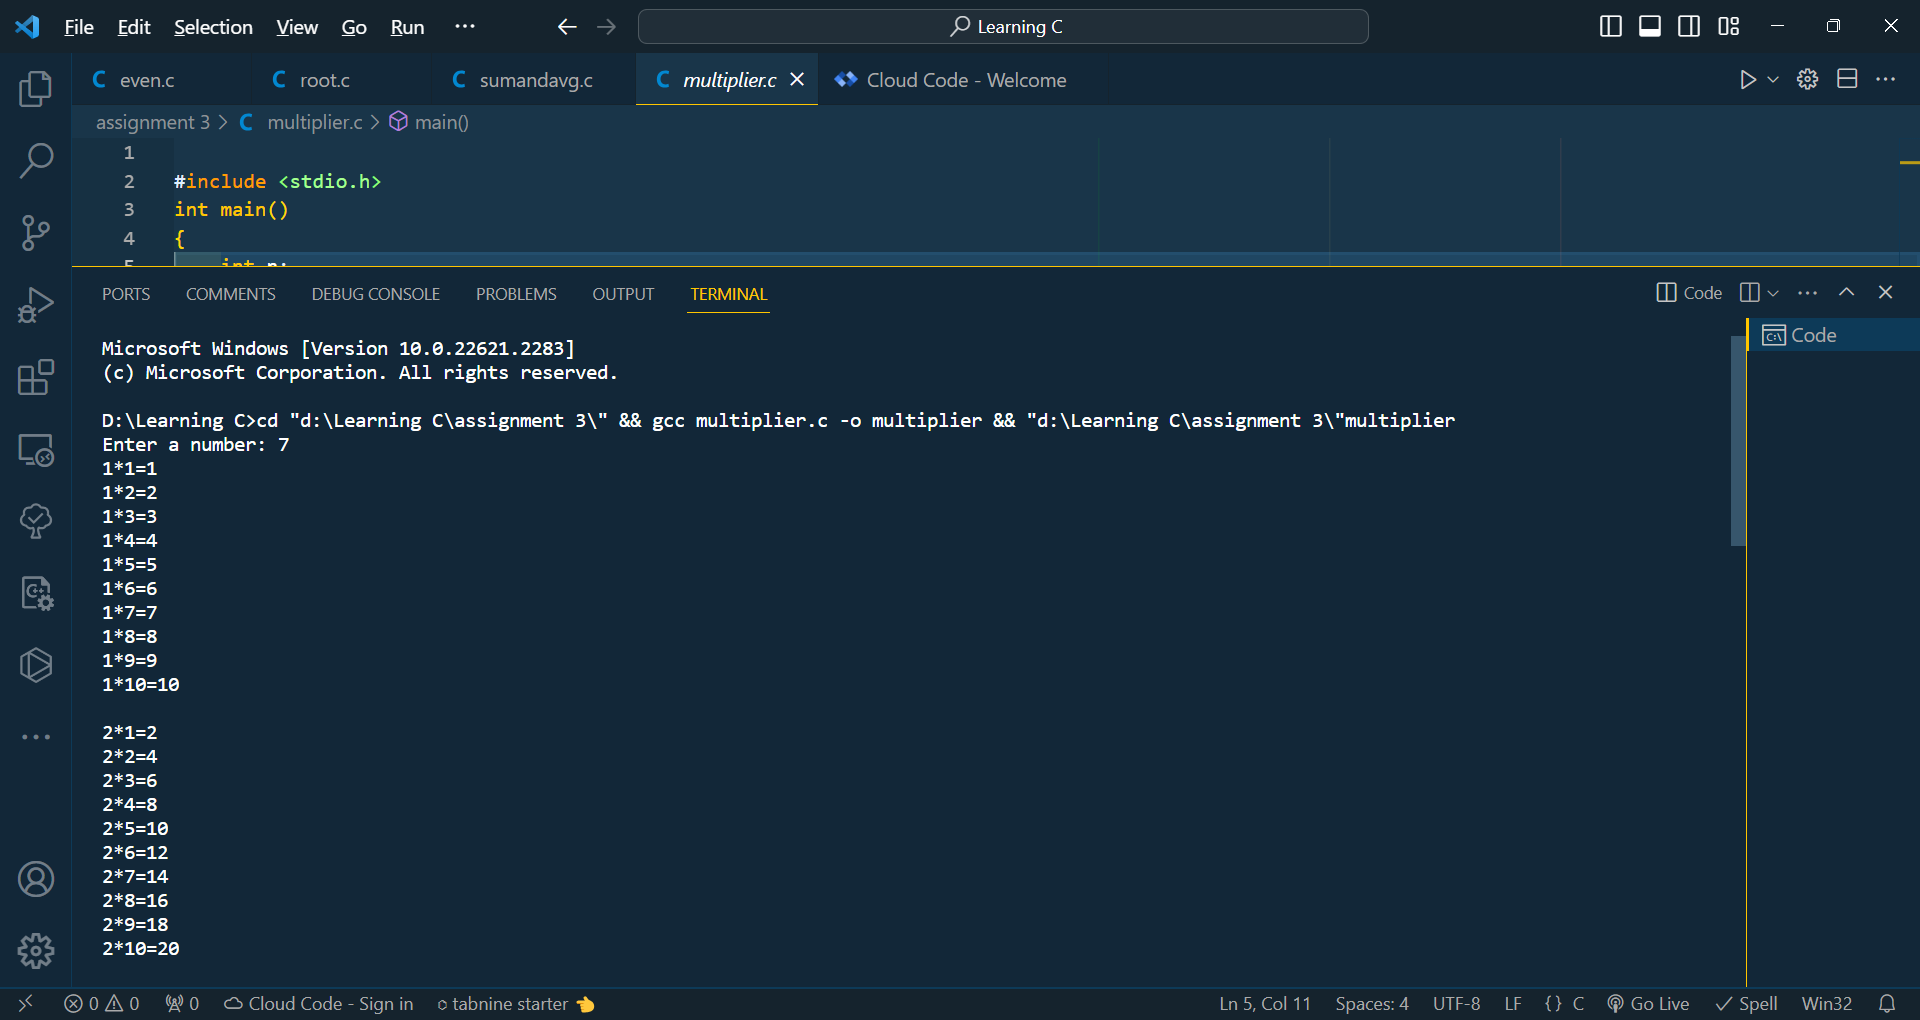 File Edit Selection View Go Run ··· Learning C
even.c root.c sumandavg.c multiplier.c Cloud Code - Welcome
assignment 3 > C multiplier.c > main()
1
2 #include <stdio.h>
3 int main()
4 {
5 int n;
PORTS COMMENTS DEBUG CONSOLE PROBLEMS OUTPUT TERMINAL Code
Code
Microsoft Windows [Version 10.0.22621.2283]
(c) Microsoft Corporation. All rights reserved.
D:\Learning C>cd "d:\Learning C\assignment 3\" && gcc multiplier.c -o multiplier && "d:\Learning C\assignment 3\"multiplier
Enter a number: 7
1*1=1
1*2=2
1*3=3
1*4=4
1*5=5
1*6=6
1*7=7
1*8=8
1*9=9
1*10=10
2*1=2
2*2=4
2*3=6
2*4=8
2*5=10
2*6=12
2*7=14
2*8=16
2*9=18
2*10=20
0 0 0 Cloud Code - Sign in tabnine starter Ln 5, Col 11 Spaces: 4 UTF-8 LF {} C Go Live Spell Win32